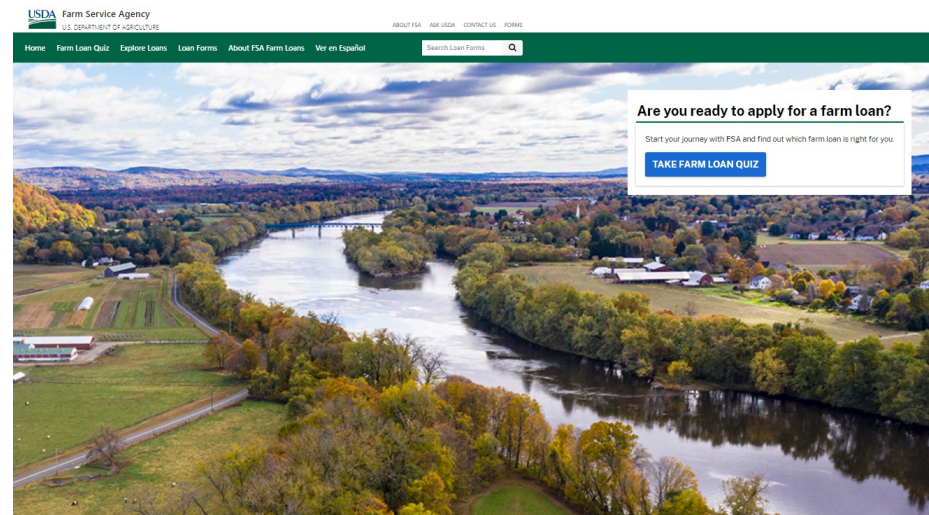 USDA Farm Service Agency
U.S. DEPARTMENT OF AGRICULTURE
ABOUT FSA ASK USDA CONTACT US FORMS
Home Farm Loan Quiz Explore Loans Loan Forms About FSA Farm Loans Ver en Español Search Loan Forms
Are you ready to apply for a farm loan?
Start your journey with FSA and find out which farm loan is right for you.
TAKE FARM LOAN QUIZ